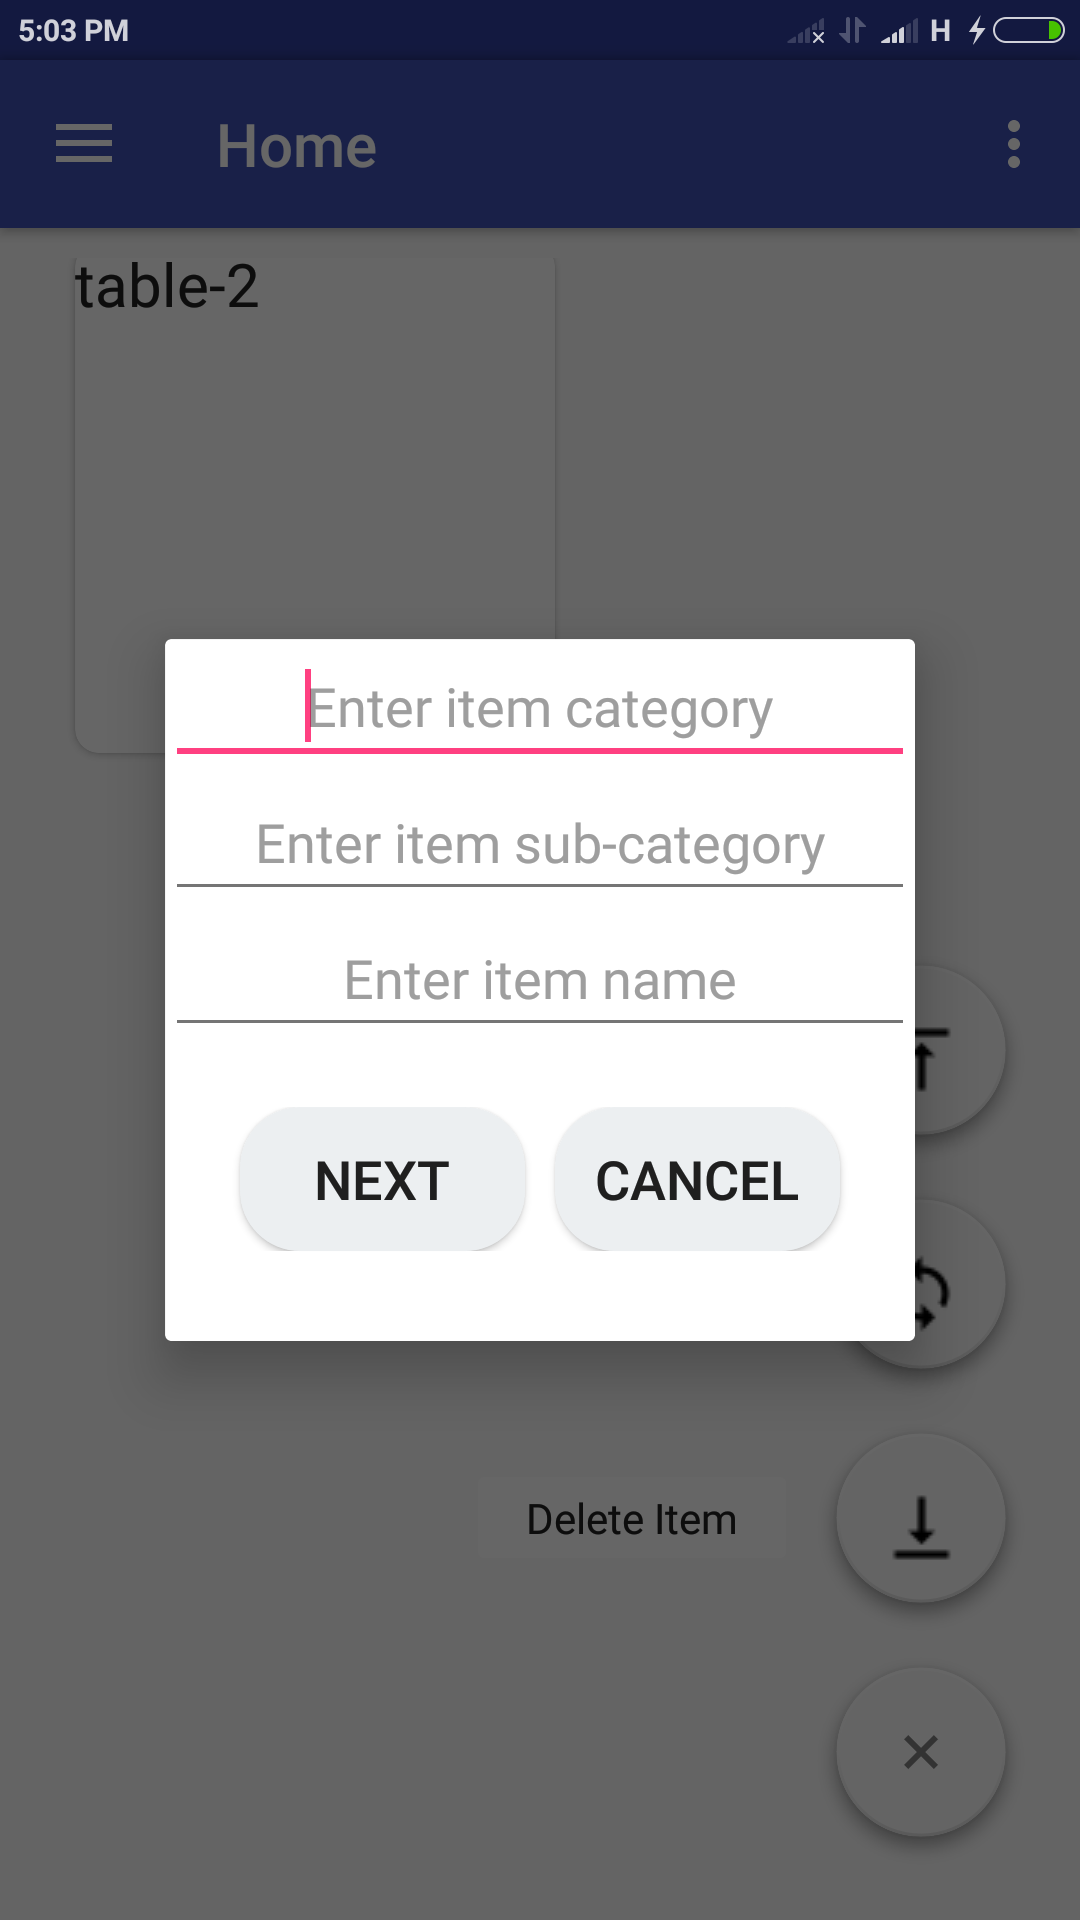 5:03 PM H
Home
table-2
Enter item category
Enter item sub-category
Enter item name
NEXT CANCEL
Delete Item